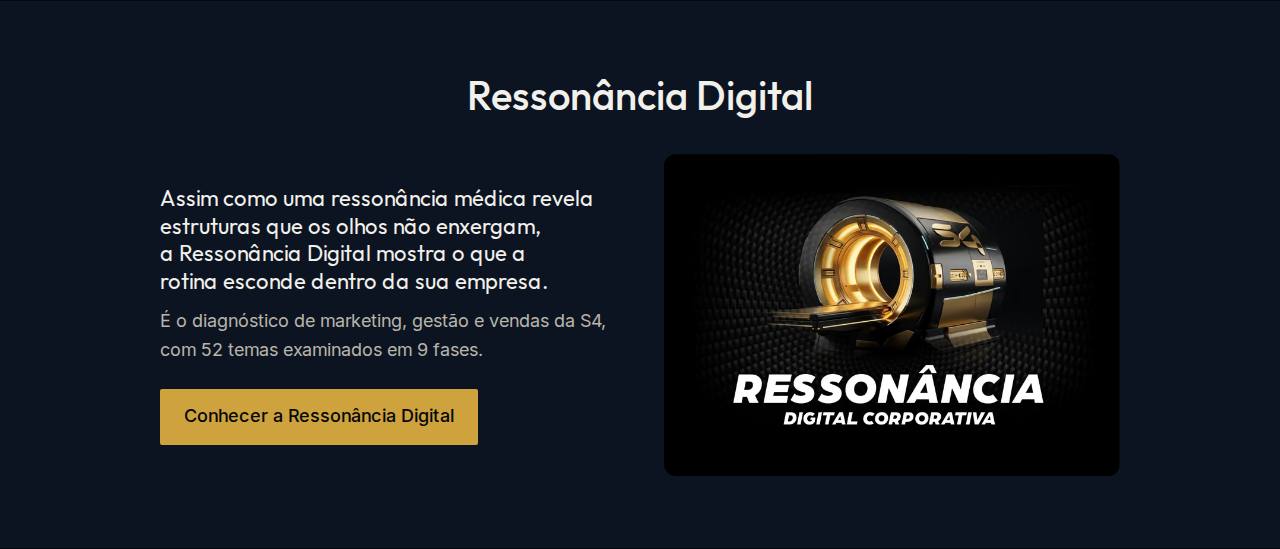 Ressonância Digital
Assim como uma ressonância médica revela
estruturas que os olhos não enxergam,
a Ressonância Digital mostra o que a
rotina esconde dentro da sua empresa.
É o diagnóstico de marketing, gestão e vendas da S4,
com 52 temas examinados em 9 fases.
Conhecer a Ressonância Digital
S4
RESSONÂNCIA
DIGITAL CORPORATIVA